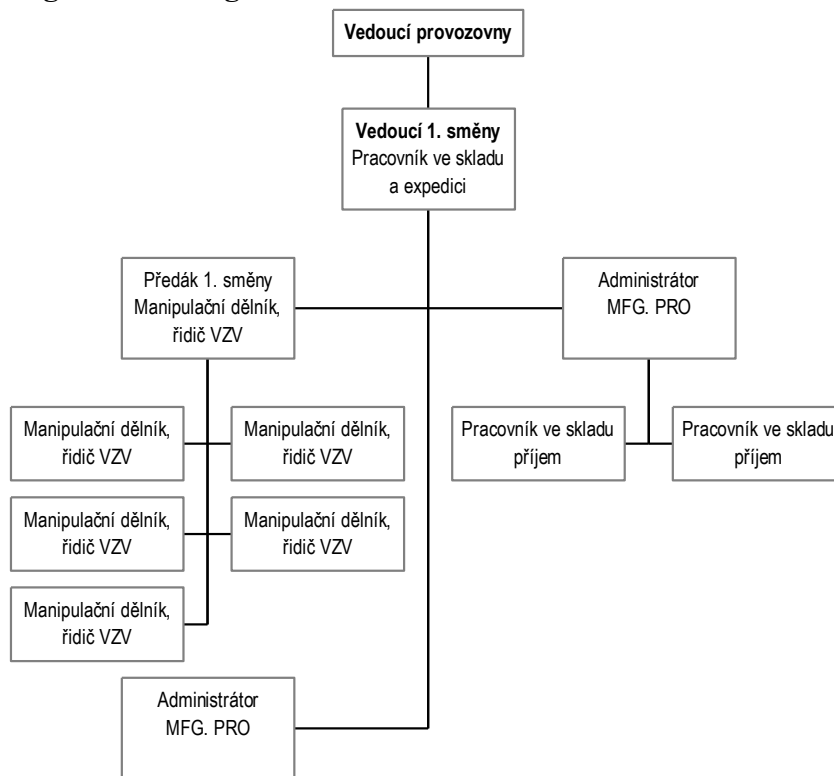 Vedoucí provozovny
Vedoucí 1. směny
Pracovník ve skladu
a expedici
Předák 1. směny
Manipulační dělník,
řidič VZV
Administrátor
MFG. PRO
Manipulační dělník,
řidič VZV
Manipulační dělník,
řidič VZV
Pracovník ve skladu
příjem
Pracovník ve skladu
příjem
Manipulační dělník,
řidič VZV
Manipulační dělník,
řidič VZV
Manipulační dělník,
řidič VZV
Administrátor
MFG. PRO